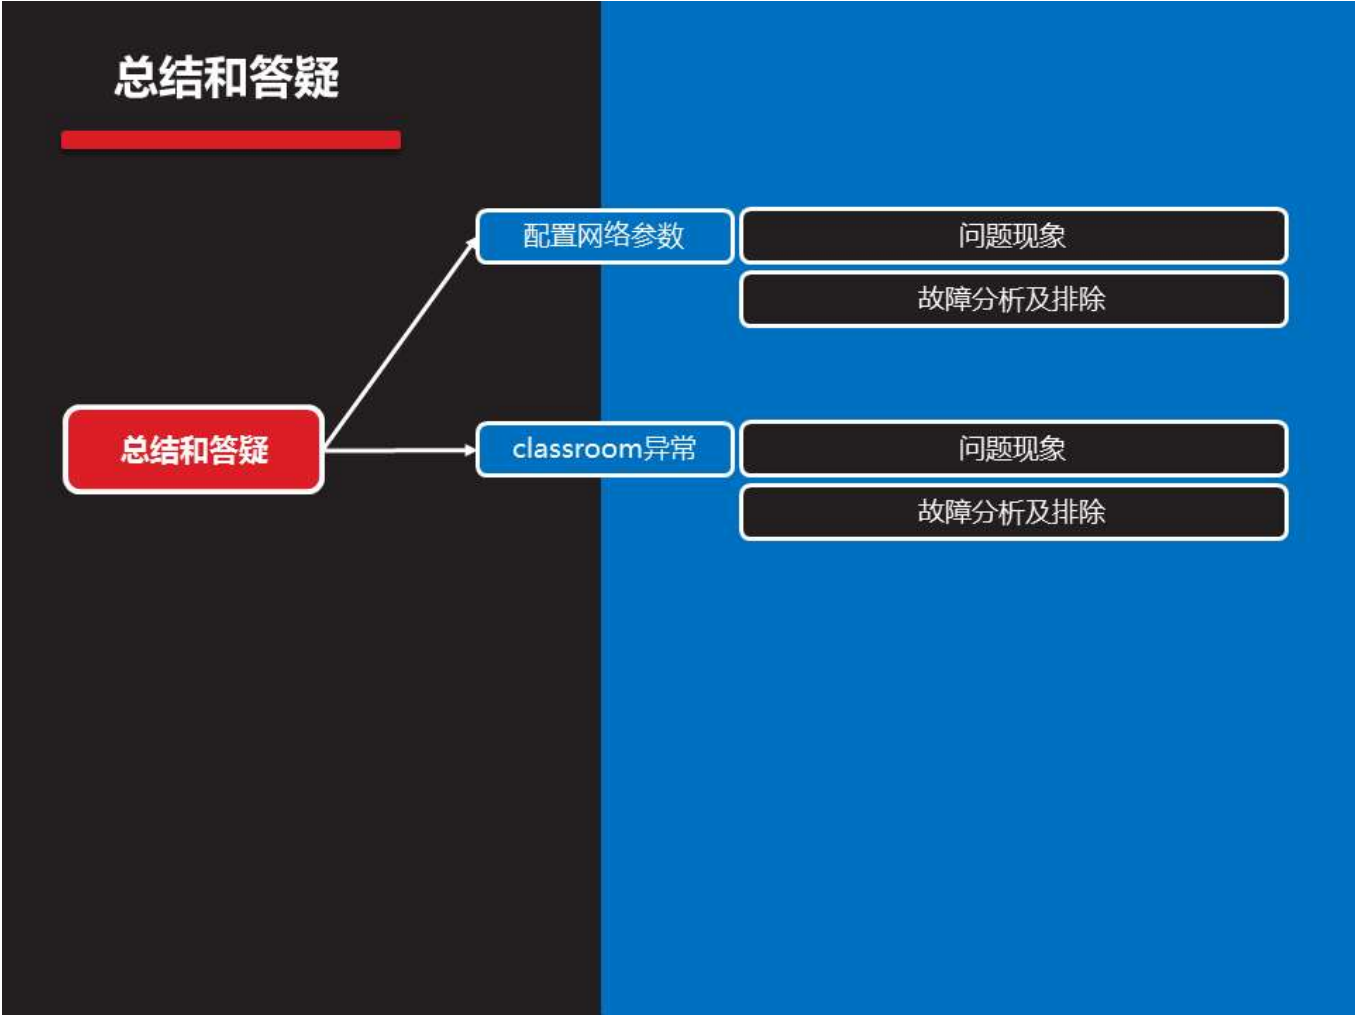 总结和答疑
配置网络参数
问题现象
故障分析及排除
总结和答疑
classroom异常
问题现象
故障分析及排除